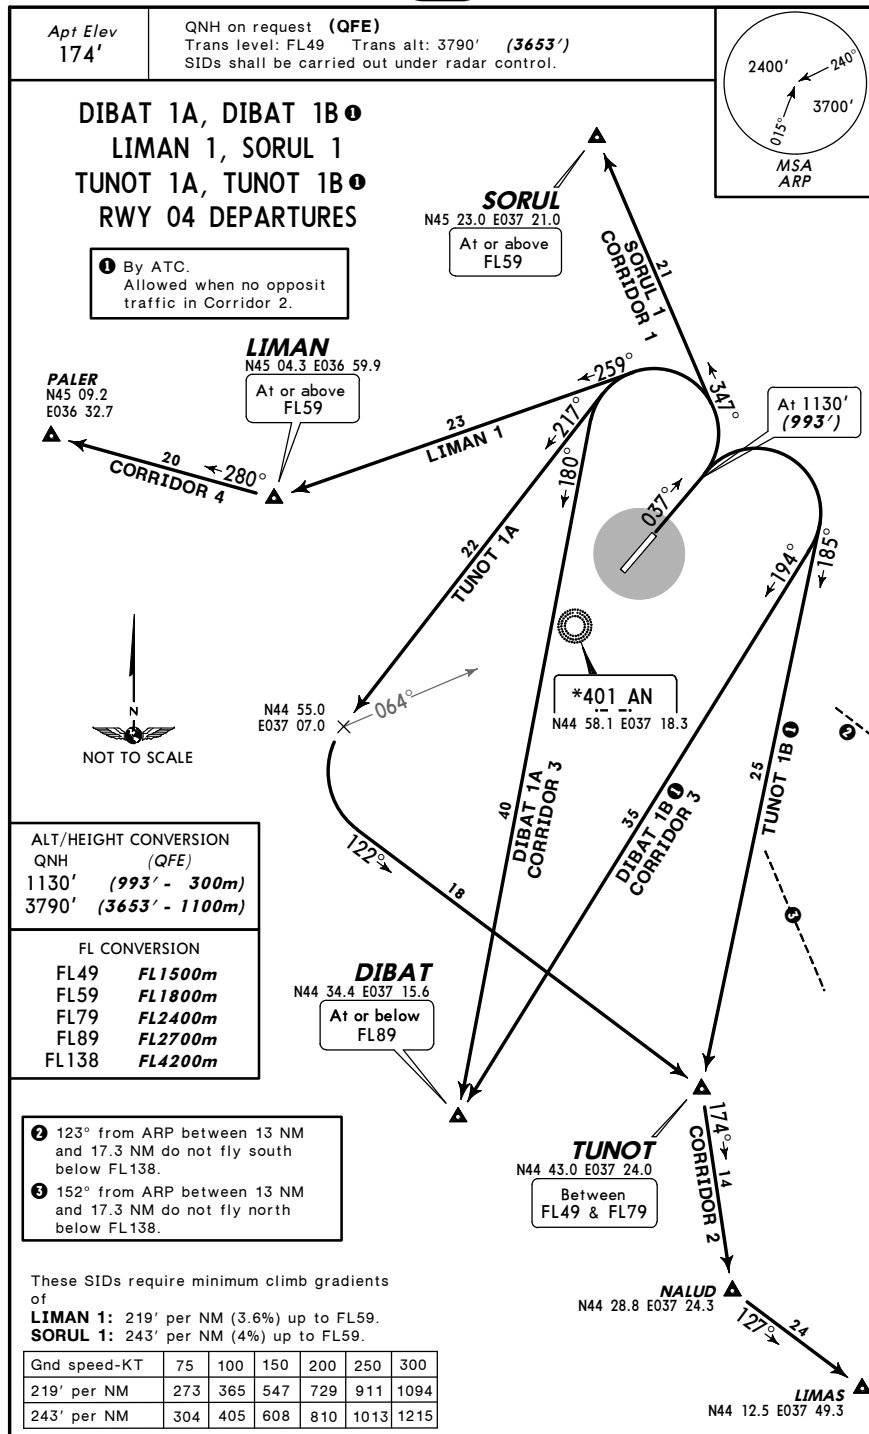 Apt Elev
174'
QNH on request (QFE)
Trans level: FL49 Trans alt: 3790' (3653')
SIDs shall be carried out under radar control.
2400'
240°
3700'
015°
MSA
ARP
DIBAT 1A, DIBAT 1B ❶
LIMAN 1, SORUL 1
TUNOT 1A, TUNOT 1B ❶
RWY 04 DEPARTURES
❶ By ATC.
Allowed when no opposit
traffic in Corridor 2.
SORUL
N45 23.0 E037 21.0
At or above
FL59
21
SORUL 1
CORRIDOR 1
347°
LIMAN
N45 04.3 E036 59.9
At or above
FL59
PALER
N45 09.2
E036 32.7
20
CORRIDOR 4
280°
259°
23
LIMAN 1
217°
180°
At 1130'
(993')
037°
22
TUNOT 1A
194°
185°
*401 AN
N44 58.1 E037 18.3
N44 55.0
E037 07.0
064°
N
NOT TO SCALE
❷
40
DIBAT 1A
CORRIDOR 3
35
DIBAT 1B ❶
CORRIDOR 3
25
TUNOT 1B ❶
❸
122°
18
ALT/HEIGHT CONVERSION
QNH (QFE)
1130' (993' - 300m)
3790' (3653' - 1100m)
FL CONVERSION
FL49 FL1500m
FL59 FL1800m
FL79 FL2400m
FL89 FL2700m
FL138 FL4200m
DIBAT
N44 34.4 E037 15.6
At or below
FL89
TUNOT
N44 43.0 E037 24.0
Between
FL49 & FL79
174°
14
CORRIDOR 2
❷ 123° from ARP between 13 NM
and 17.3 NM do not fly south
below FL138.
❸ 152° from ARP between 13 NM
and 17.3 NM do not fly north
below FL138.
NALUD
N44 28.8 E037 24.3
127°
24
LIMAS
N44 12.5 E037 49.3
These SIDs require minimum climb gradients
of
LIMAN 1: 219' per NM (3.6%) up to FL59.
SORUL 1: 243' per NM (4%) up to FL59.
Gnd speed-KT 75 100 150 200 250 300
219' per NM 273 365 547 729 911 1094
243' per NM 304 405 608 810 1013 1215